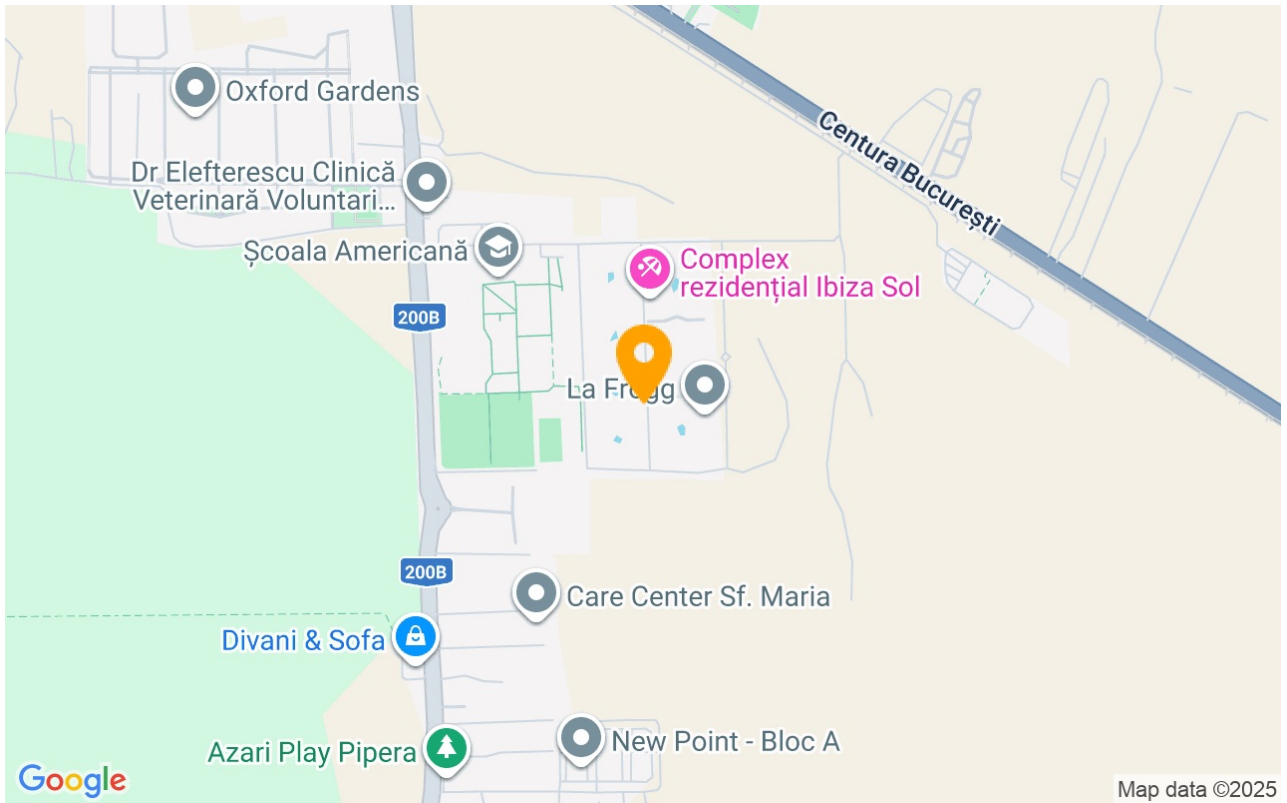 Oxford Gardens
Centura București
Dr Elefterescu Clinică
Veterinară Voluntari...
Școala Americană
Complex
rezidențial Ibiza Sol
200B
La Frogg
200B
Care Center Sf. Maria
Divani & Sofa
New Point - Bloc A
Azari Play Pipera
Google
Map data ©2025